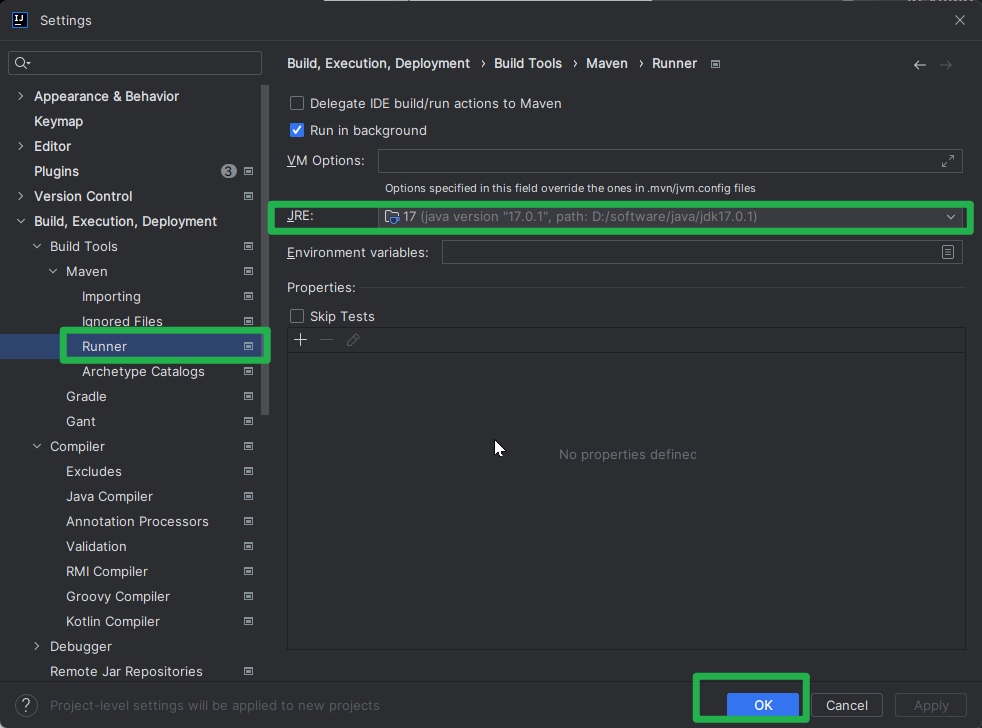 Settings
Build, Execution, Deployment › Build Tools › Maven › Runner
Appearance & Behavior
Keymap
Editor
Plugins 3
Version Control
Build, Execution, Deployment
Build Tools
Maven
Importing
Ignored Files
Runner
Archetype Catalogs
Gradle
Gant
Compiler
Excludes
Java Compiler
Annotation Processors
Validation
RMI Compiler
Groovy Compiler
Kotlin Compiler
Debugger
Remote Jar Repositories
Delegate IDE build/run actions to Maven
Run in background
VM Options:
Options specified in this field override the ones in .mvn/jvm.config files
JRE: 17 (java version "17.0.1", path: D:/software/java/jdk17.0.1)
Environment variables:
Properties:
Skip Tests
No properties defined
? Project-level settings will be applied to new projects
OK Cancel Apply